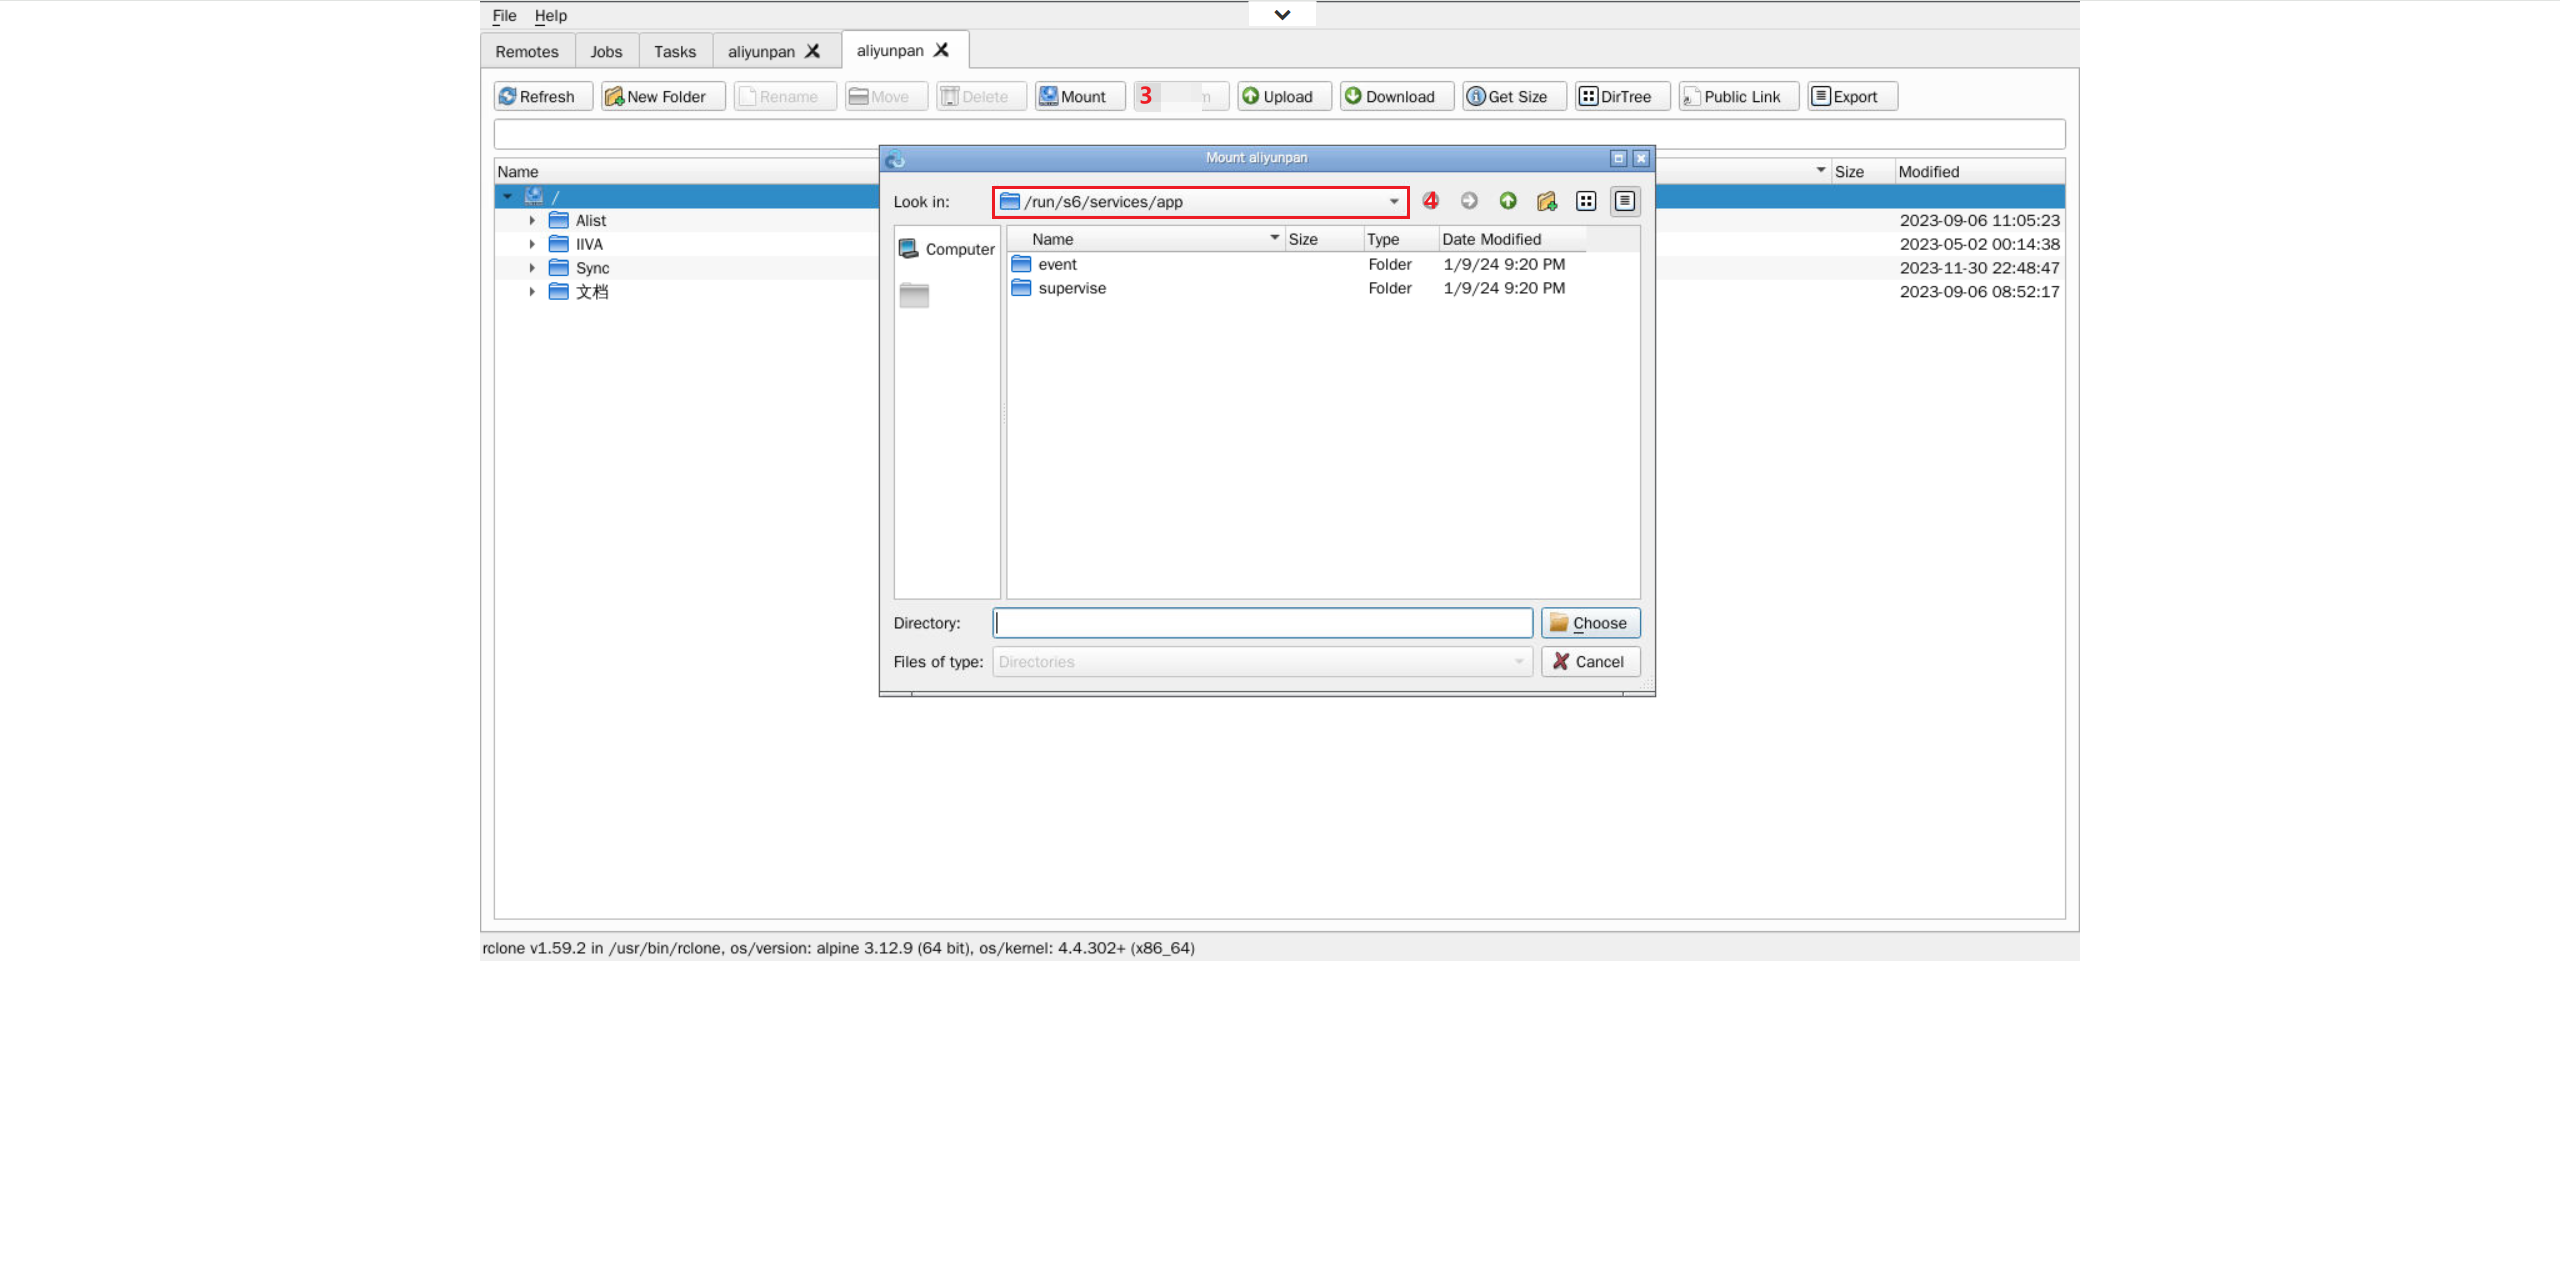 File Help
Remotes Jobs Tasks aliyunpan aliyunpan
Refresh New Folder Rename Move Delete Mount 3 Upload Download Get Size DirTree Public Link Export
Name Size Modified
/
Alist 2023-09-06 11:05:23
IIVA 2023-05-02 00:14:38
Sync 2023-11-30 22:48:47
文档 2023-09-06 08:52:17
Mount aliyunpan
Look in: /run/s6/services/app 4
Computer
Name Size Type Date Modified
event Folder 1/9/24 9:20 PM
supervise Folder 1/9/24 9:20 PM
Directory: Choose
Files of type: Directories Cancel
rclone v1.59.2 in /usr/bin/rclone, os/version: alpine 3.12.9 (64 bit), os/kernel: 4.4.302+ (x86_64)